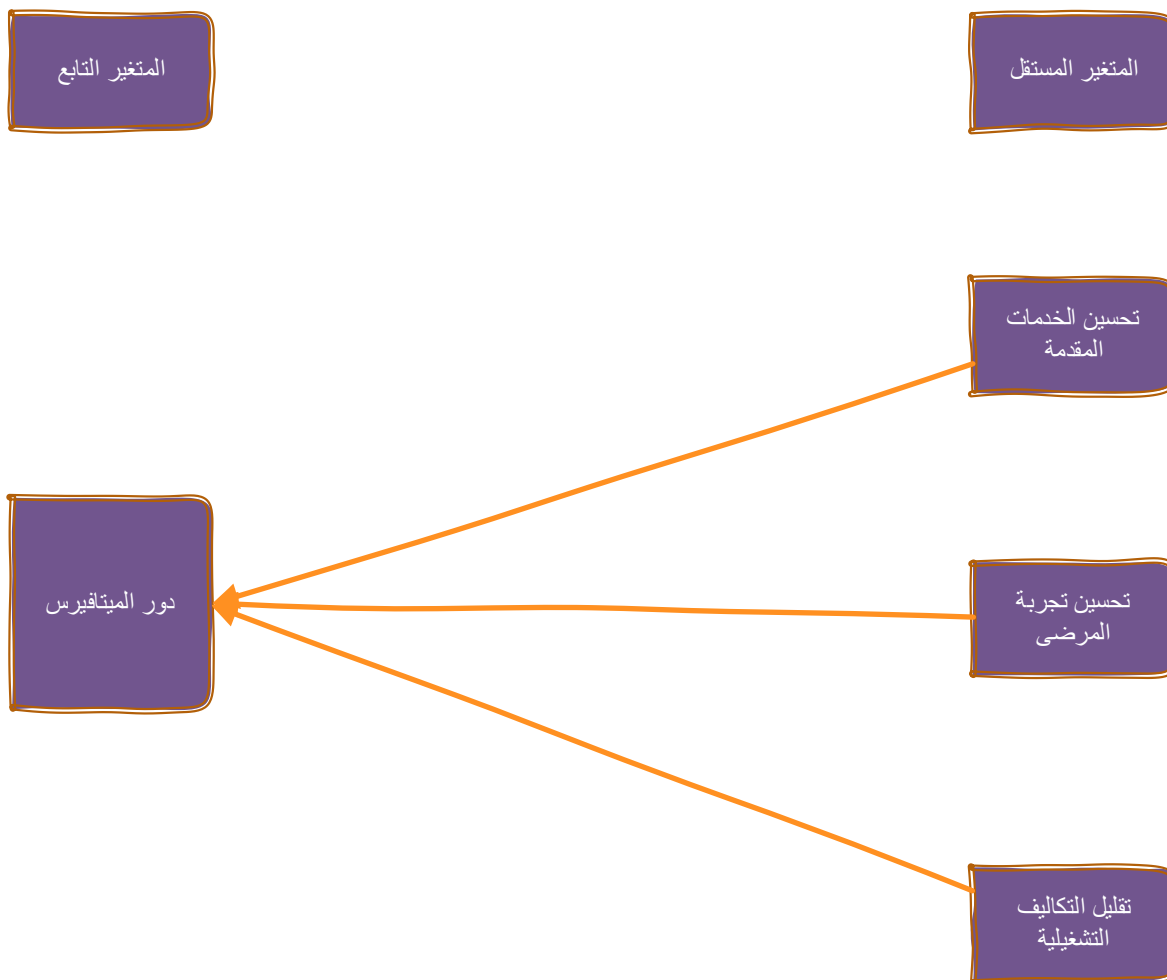 المتغير المستقل
المتغير التابع
تحسين الخدمات
المقدمة
دور الميتافيرس
تحسين تجربة
المرضى
تقليل التكاليف
التشغيلية